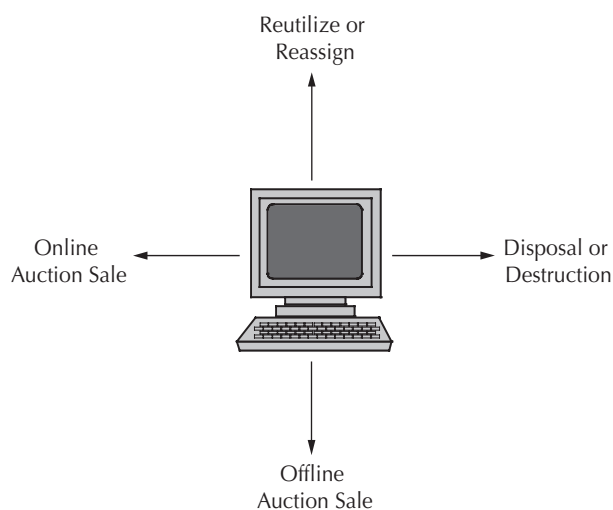 Reutilize or
Reassign
Online
Auction Sale
Disposal or
Destruction
Offline
Auction Sale